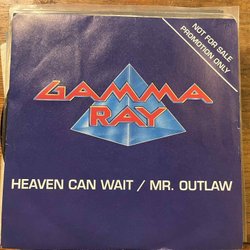 NOT FOR SALE
PROMOTION ONLY
GAMMA
RAY
HEAVEN CAN WAIT / MR. OUTLAW